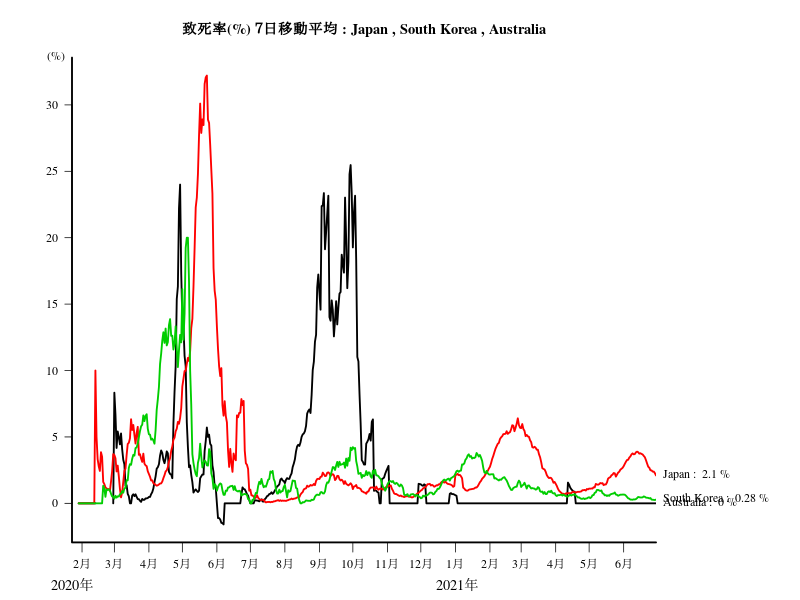 致死率(%) 7日移動平均 : Japan , South Korea , Australia
(%)
30
25
20
15
10
5
0
Japan : 2.1 %
South Korea : 0.28 %
Australia : 0 %
2月 3月 4月 5月 6月 7月 8月 9月 10月 11月 12月 1月 2月 3月 4月 5月 6月
2020年 2021年